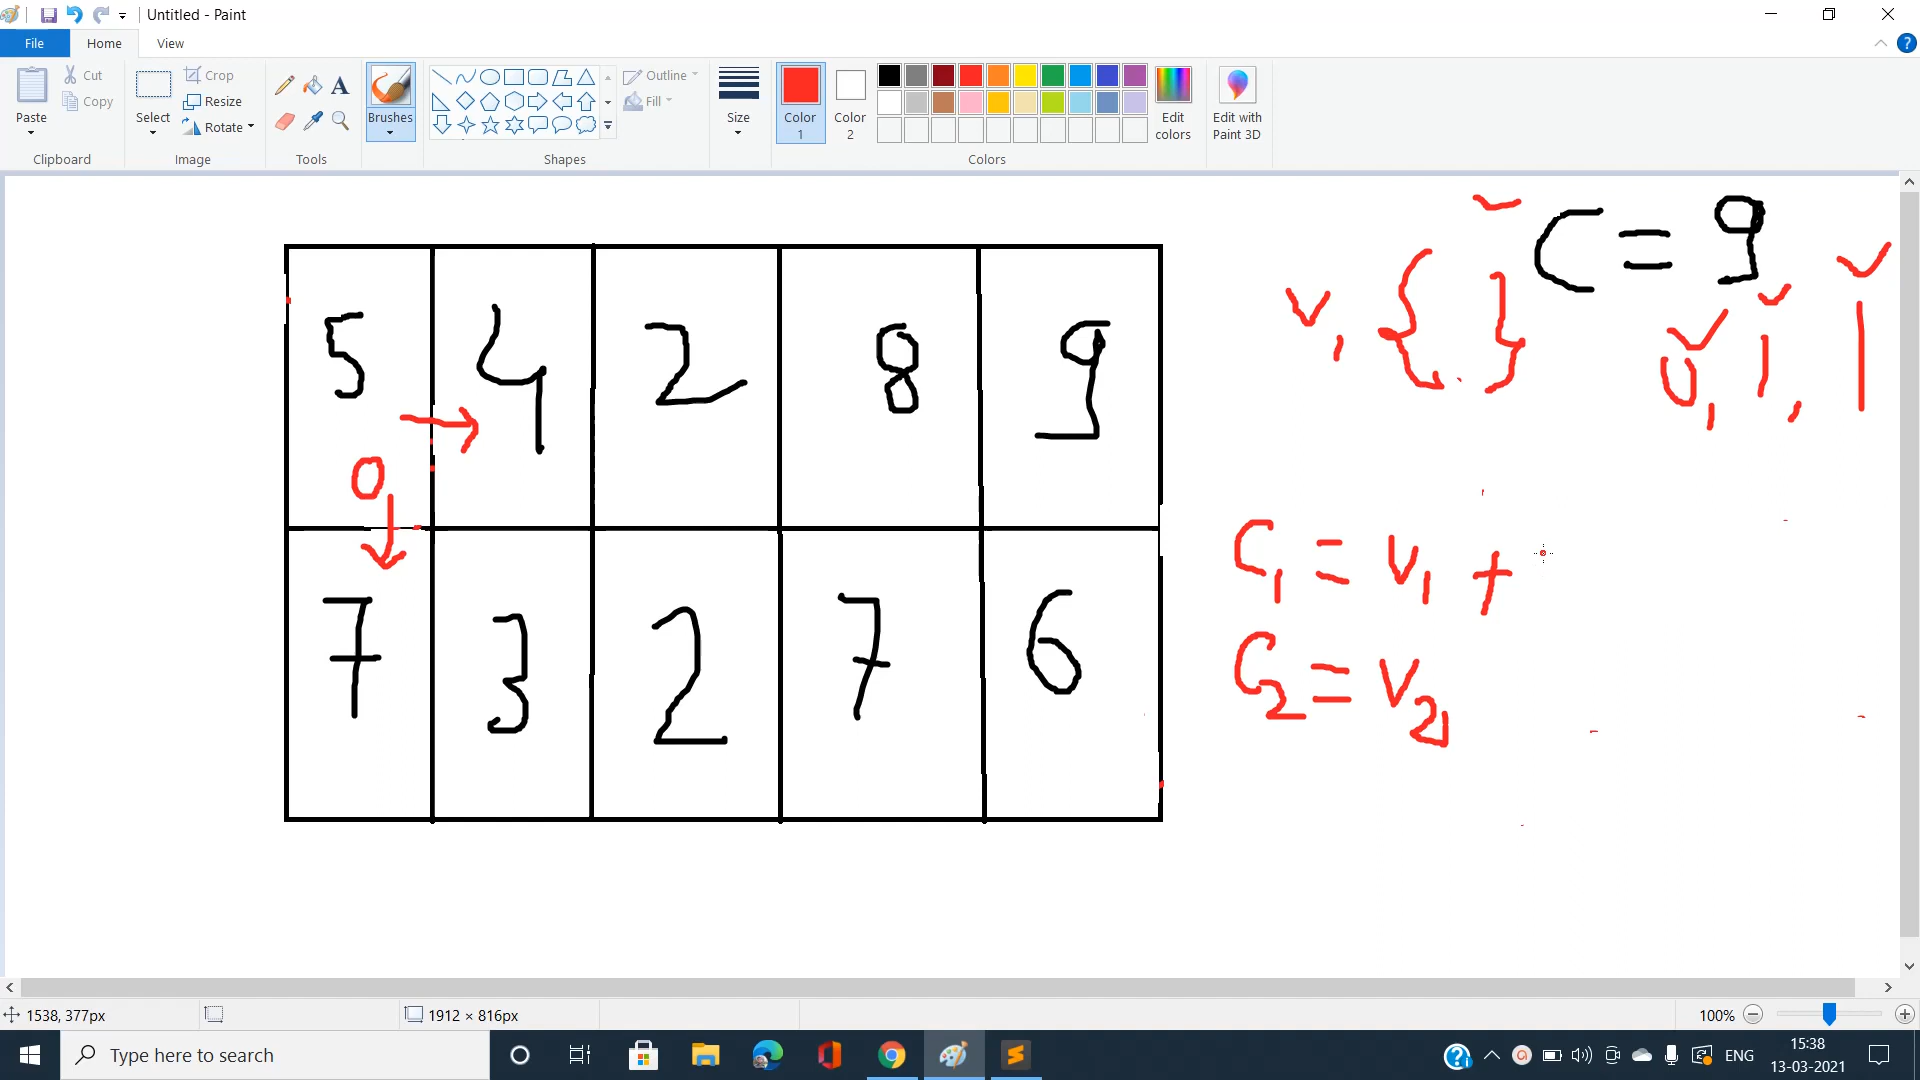 Untitled - Paint
File Home View
Paste
Cut
Copy
Clipboard
Select
Crop
Resize
Rotate
Image
Tools
Brushes
Outline
Fill
Shapes
Size
Color 1
Color 2
Edit colors
Colors
Edit with Paint 3D
C = 9
v, { }
0, 1, 1
5 4 2 8 9
0
7 3 2 7 6
C1 = V1 +
C2 = V2
1538, 377px
1912 × 816px
100%
Type here to search
ENG
15:38
13-03-2021